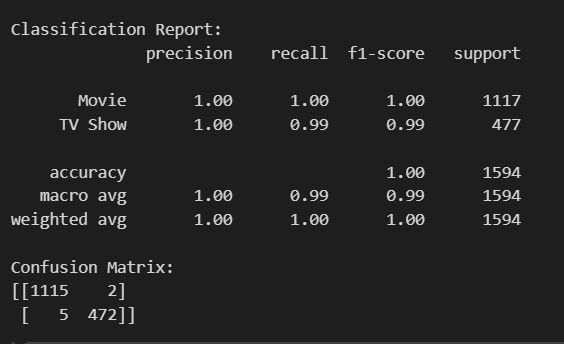 Classification Report:
precision recall f1-score support
Movie 1.00 1.00 1.00 1117
TV Show 1.00 0.99 0.99 477
accuracy 1.00 1594
macro avg 1.00 0.99 0.99 1594
weighted avg 1.00 1.00 1.00 1594
Confusion Matrix:
[[1115 2]
[ 5 472]]